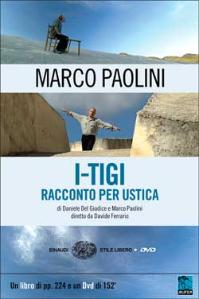 MARCO PAOLINI
I-TIGI
RACCONTO PER USTICA
di Daniele Del Giudice e Marco Paolini
diretto da Davide Ferrario
EINAUDI STILE LIBERO + DVD
Un libro di pp. 224 e un Dvd di 152'